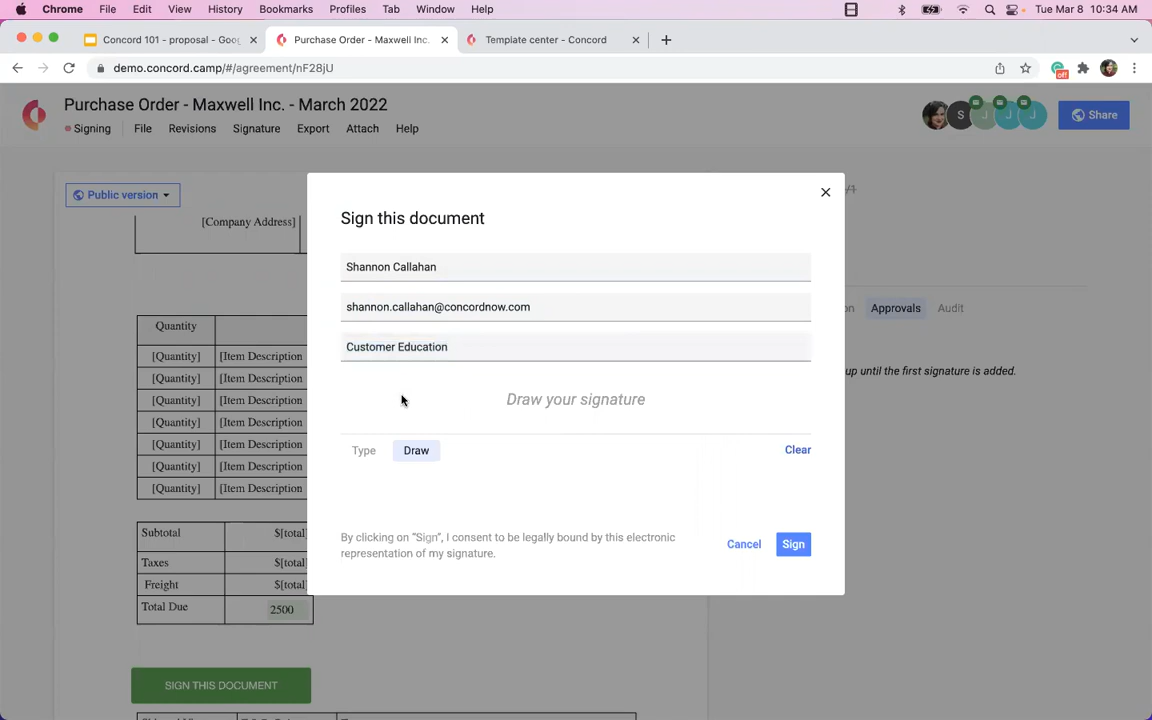 Chrome File Edit View History Bookmarks Profiles Tab Window Help Tue Mar 8 10:34 AM
Concord 101 - proposal - Goo Purchase Order - Maxwell Inc. - Template center - Concord
demo.concord.camp/#/agreement/nF28jU off
Purchase Order - Maxwell Inc. - March 2022
S J J J Share
Signing File Revisions Signature Export Attach Help
Public version
/1
[Company Address]
Sign this document
Shannon Callahan
shannon.callahan@concordnow.com
Customer Education
Draw your signature
Type Draw Clear
By clicking on "Sign", I consent to be legally bound by this electronic
representation of my signature.
Cancel Sign
on Approvals Audit
up until the first signature is added.
Quantity
[Quantity] [Item Description
[Quantity] [Item Description
[Quantity] [Item Description
[Quantity] [Item Description
[Quantity] [Item Description
[Quantity] [Item Description
[Quantity] [Item Description
Subtotal $[total]
Taxes $[total]
Freight $[total]
Total Due 2500
SIGN THIS DOCUMENT